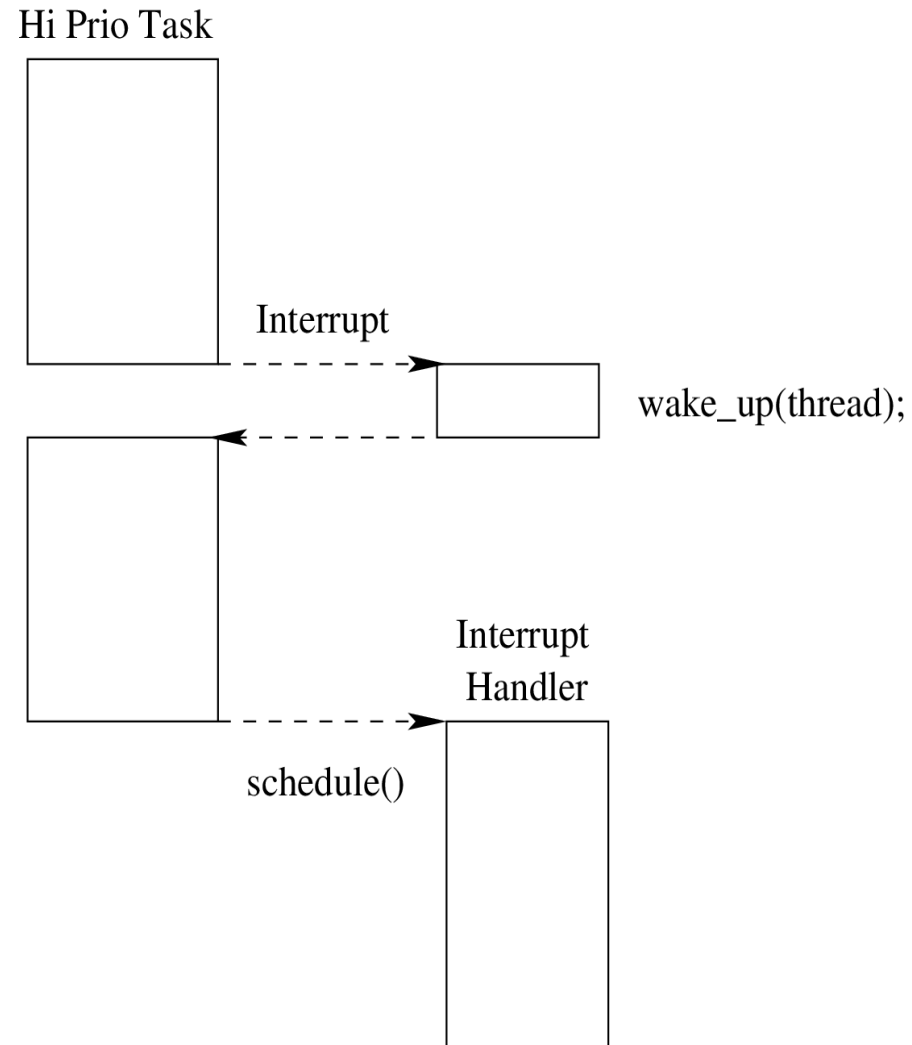 Hi Prio Task
Interrupt
wake_up(thread);
Interrupt
Handler
schedule()